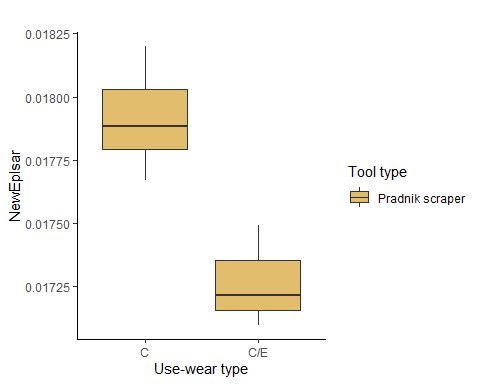 0.01825
0.01800
0.01775
0.01750
0.01725
NewEplsar
C
C/E
Use-wear type
Tool type
Pradnik scraper